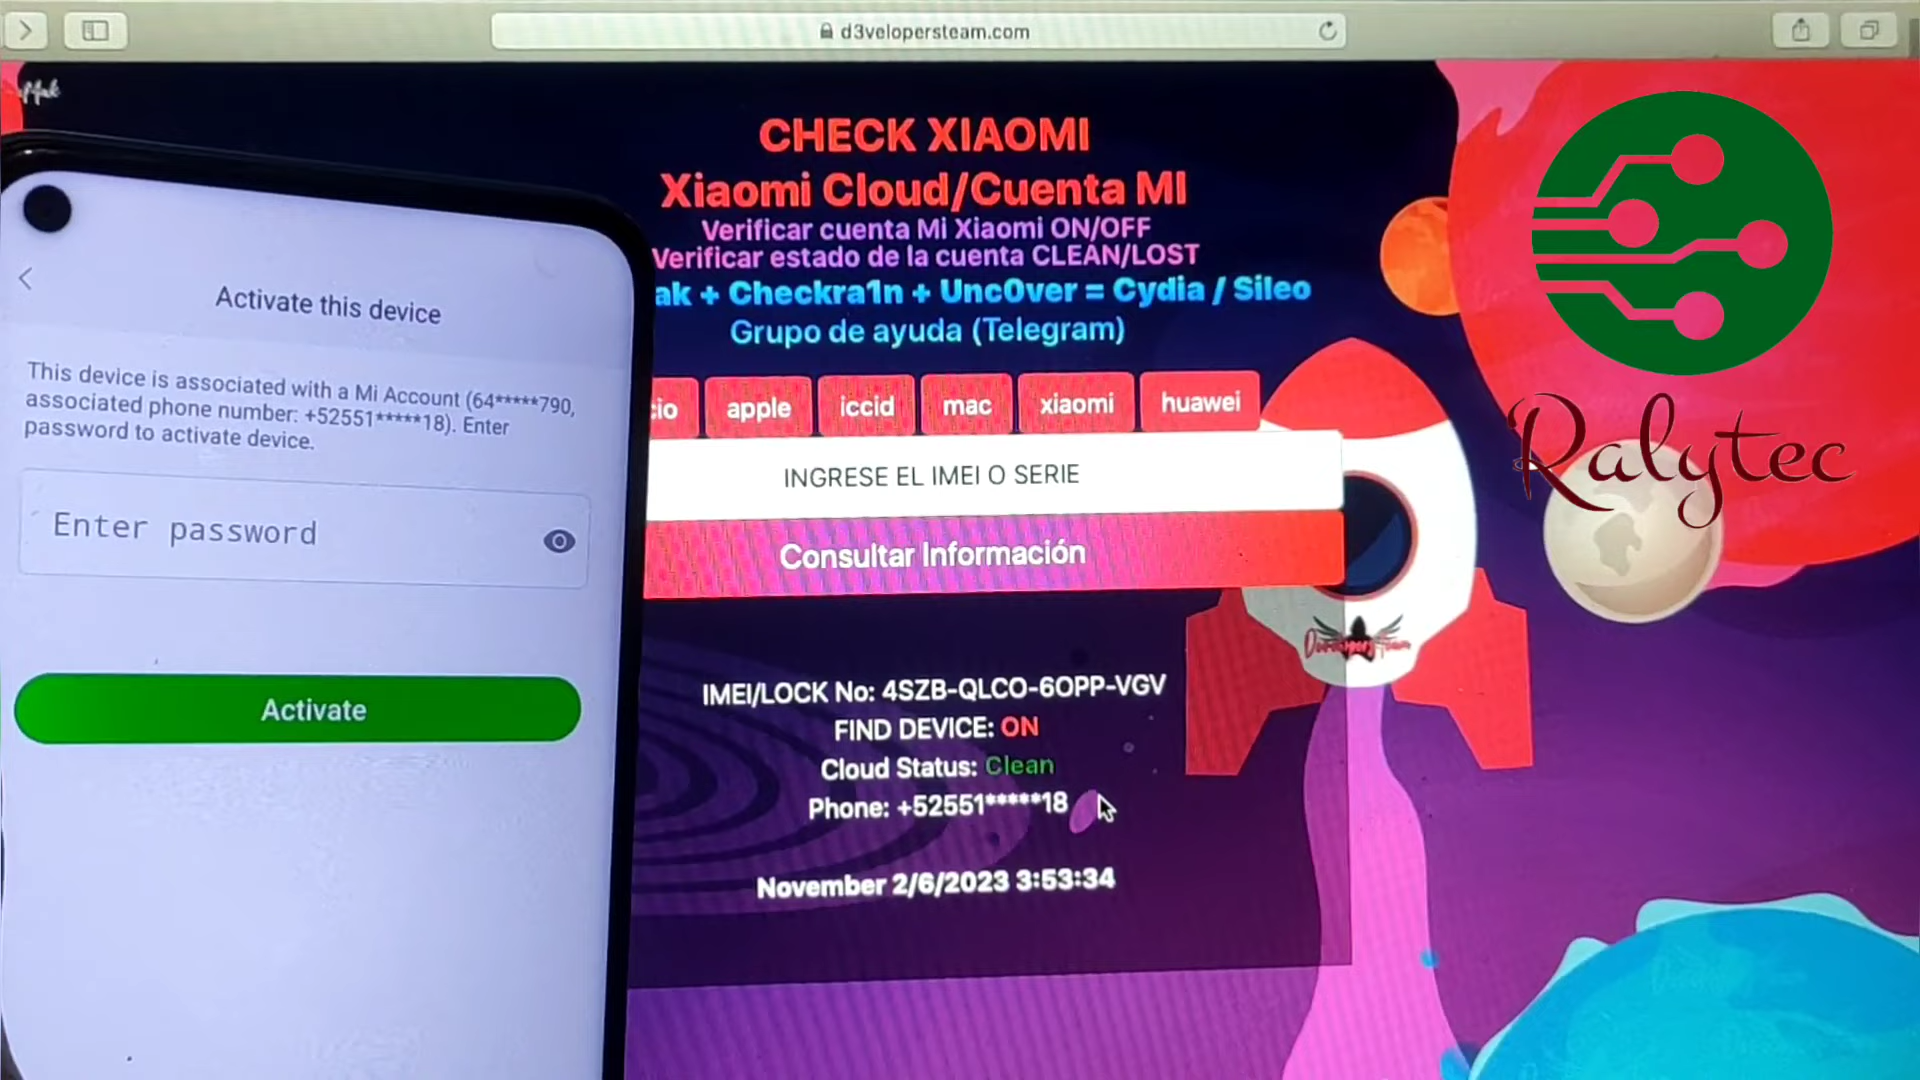 d3velopersteam.com
CHECK XIAOMI
Xiaomi Cloud/Cuenta MI
Verificar cuenta Mi Xiaomi ON/OFF
Verificar estado de la cuenta CLEAN/LOST
ak + Checkra1n + Unc0ver = Cydia / Sileo
Grupo de ayuda (Telegram)
cio apple iccid mac xiaomi huawei
INGRESE EL IMEI O SERIE
Consultar Información
IMEI/LOCK No: 4SZB-QLCO-6OPP-VGV
FIND DEVICE: ON
Cloud Status: Clean
Phone: +52551*****18
November 2/6/2023 3:53:34
Activate this device
This device is associated with a Mi Account (64*****790,
associated phone number: +52551*****18). Enter
password to activate device.
Enter password
Activate
Ralytec